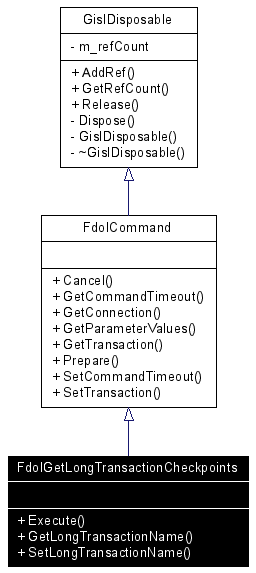 GisIDisposable
- m_refCount
+ AddRef()
+ GetRefCount()
+ Release()
- Dispose()
- GisIDisposable()
- ~GisIDisposable()
FdoICommand
+ Cancel()
+ GetCommandTimeout()
+ GetConnection()
+ GetParameterValues()
+ GetTransaction()
+ Prepare()
+ SetCommandTimeout()
+ SetTransaction()
FdoIGetLongTransactionCheckpoints
+ Execute()
+ GetLongTransactionName()
+ SetLongTransactionName()